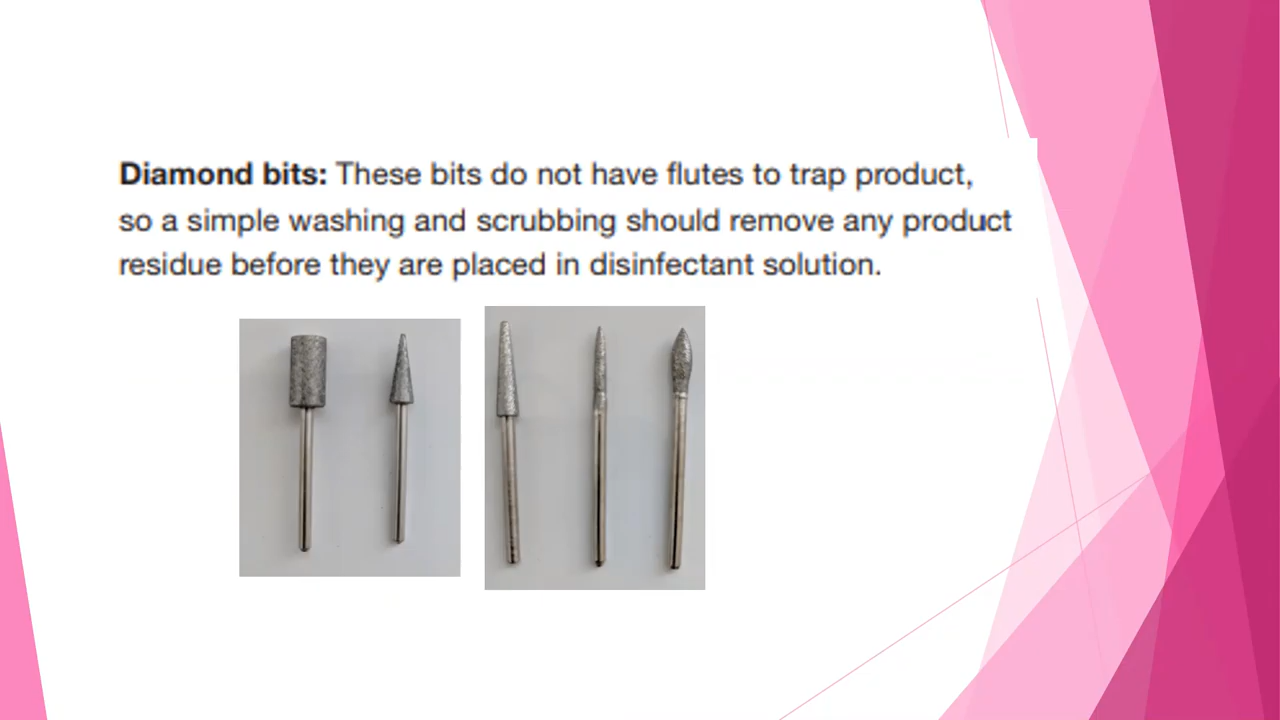 Diamond bits: These bits do not have flutes to trap product,
so a simple washing and scrubbing should remove any product
residue before they are placed in disinfectant solution.